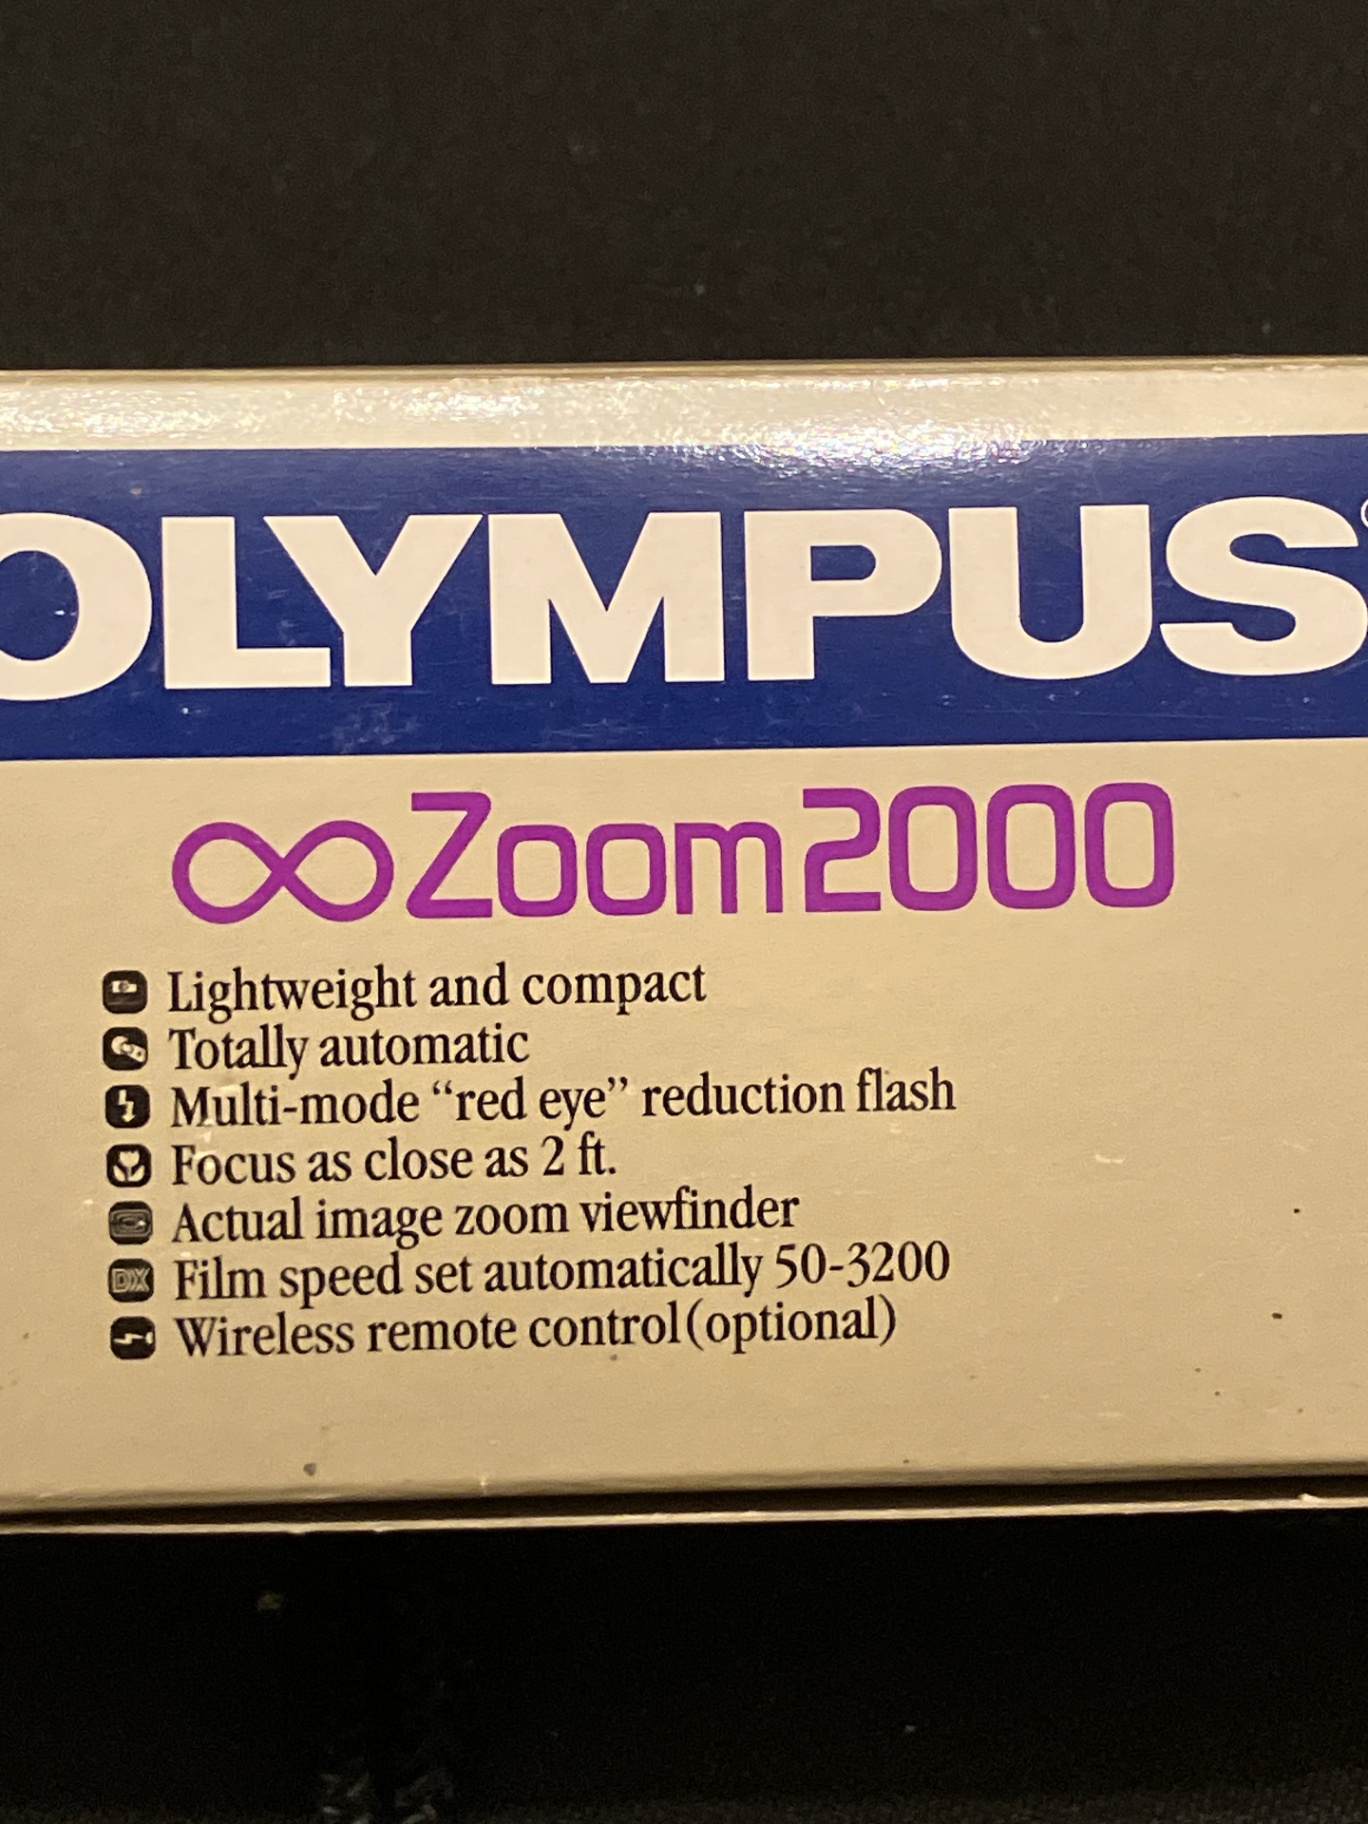 OLYMPUS®
∞Zoom2000
Lightweight and compact
Totally automatic
Multi-mode “red eye” reduction flash
Focus as close as 2 ft.
Actual image zoom viewfinder
DX Film speed set automatically 50-3200
Wireless remote control(optional)